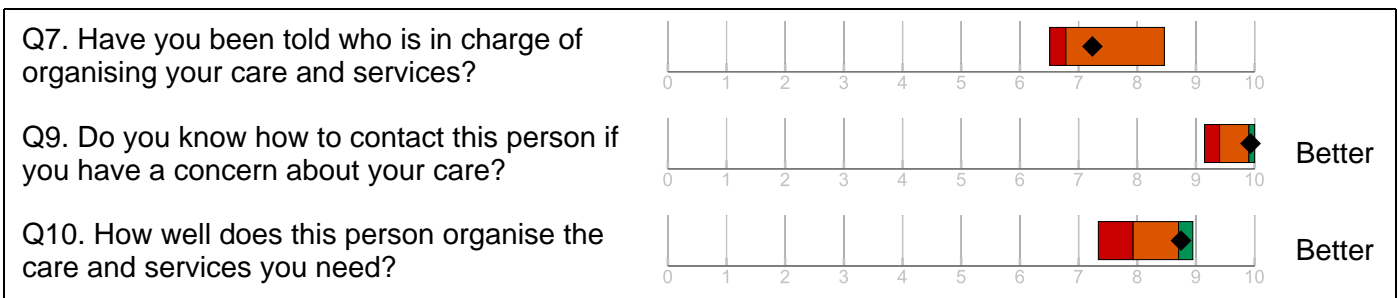 Q7. Have you been told who is in charge of
organising your care and services?
0 1 2 3 4 5 6 7 8 9 10
Q9. Do you know how to contact this person if
you have a concern about your care?
0 1 2 3 4 5 6 7 8 9 10
Better
Q10. How well does this person organise the
care and services you need?
0 1 2 3 4 5 6 7 8 9 10
Better